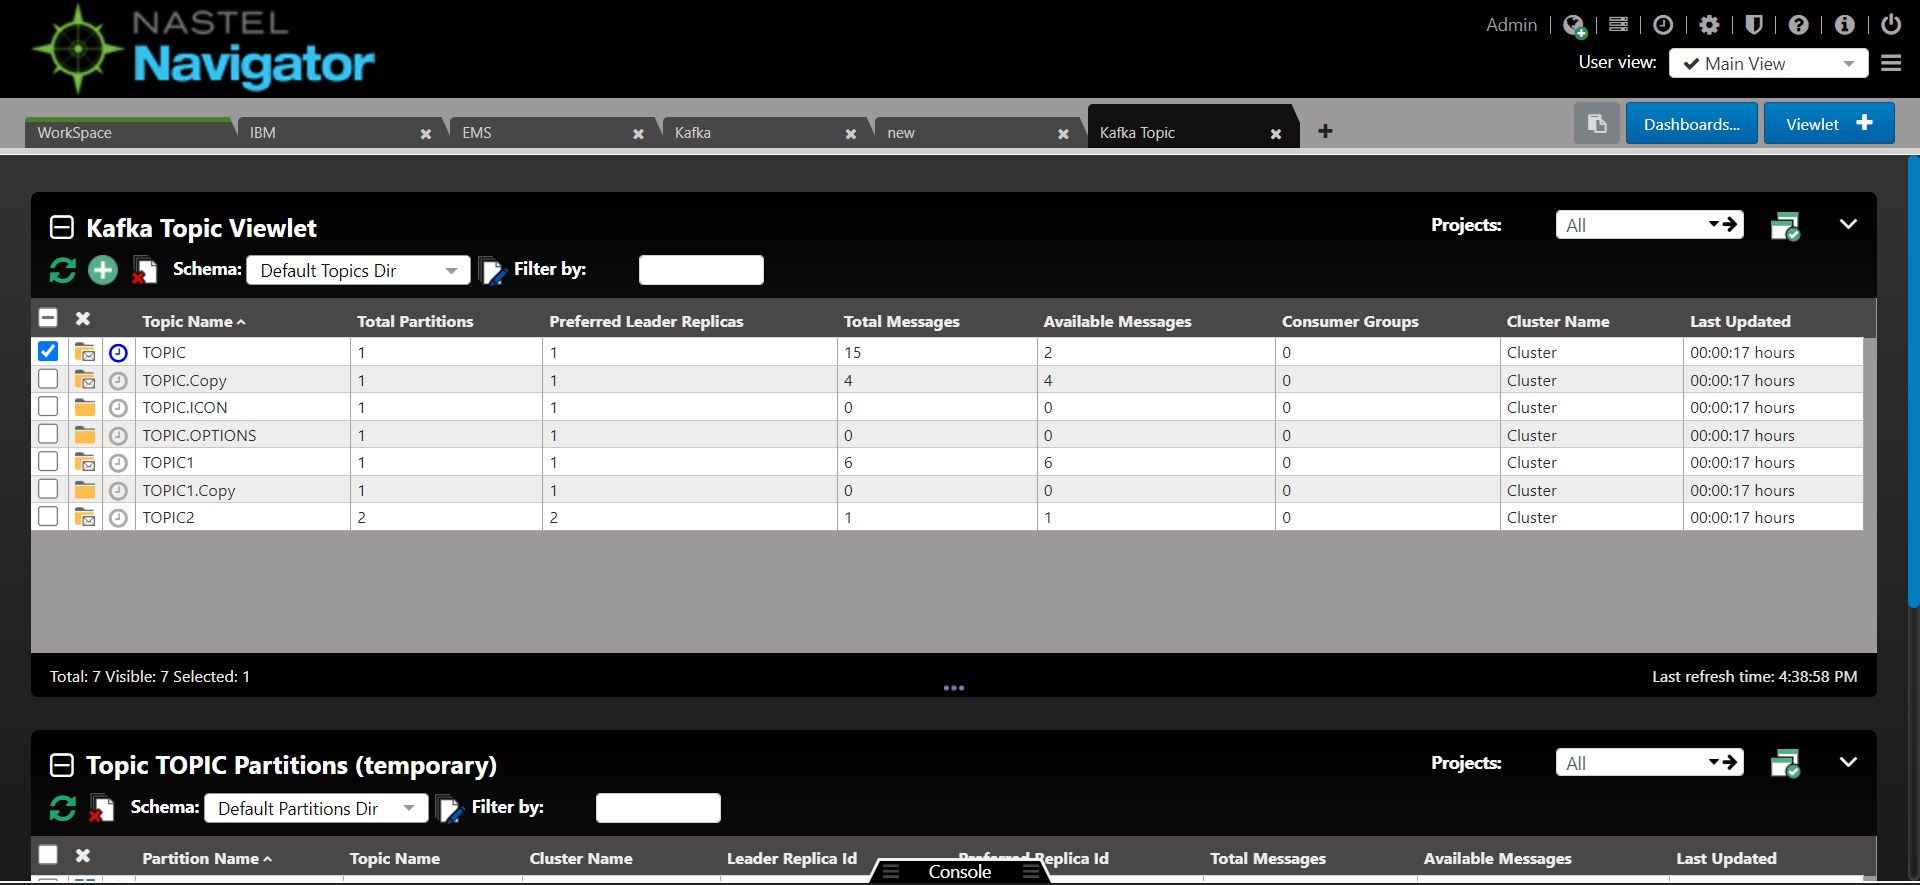 NASTEL
Navigator
Admin
User view: Main View
WorkSpace IBM EMS Kafka new Kafka Topic Dashboards... Viewlet
Kafka Topic Viewlet Projects: All
Schema: Default Topics Dir Filter by:
Topic Name Total Partitions Preferred Leader Replicas Total Messages Available Messages Consumer Groups Cluster Name Last Updated
TOPIC 1 1 15 2 0 Cluster 00:00:17 hours
TOPIC.Copy 1 1 4 4 0 Cluster 00:00:17 hours
TOPIC.ICON 1 1 0 0 0 Cluster 00:00:17 hours
TOPIC.OPTIONS 1 1 0 0 0 Cluster 00:00:17 hours
TOPIC1 1 1 6 6 0 Cluster 00:00:17 hours
TOPIC1.Copy 1 1 0 0 0 Cluster 00:00:17 hours
TOPIC2 2 2 1 1 0 Cluster 00:00:17 hours
Total: 7 Visible: 7 Selected: 1 Last refresh time: 4:38:58 PM
Topic TOPIC Partitions (temporary) Projects: All
Schema: Default Partitions Dir Filter by:
Partition Name Topic Name Cluster Name Leader Replica Id Preferred Replica Id Total Messages Available Messages Last Updated
Console